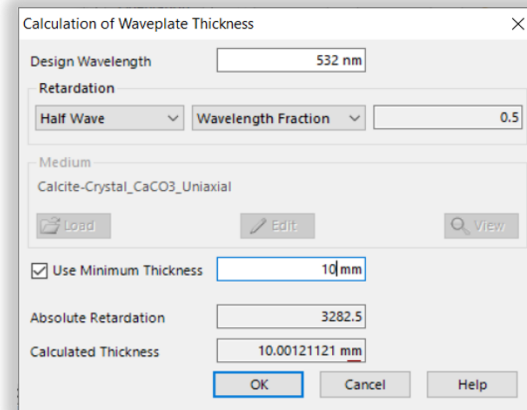 Calculation of Waveplate Thickness
Design Wavelength 532 nm
Retardation
Half Wave Wavelength Fraction 0.5
Medium
Calcite-Crystal_CaCO3_Uniaxial
Load Edit View
Use Minimum Thickness 10 mm
Absolute Retardation 3282.5
Calculated Thickness 10.00121121 mm
OK Cancel Help